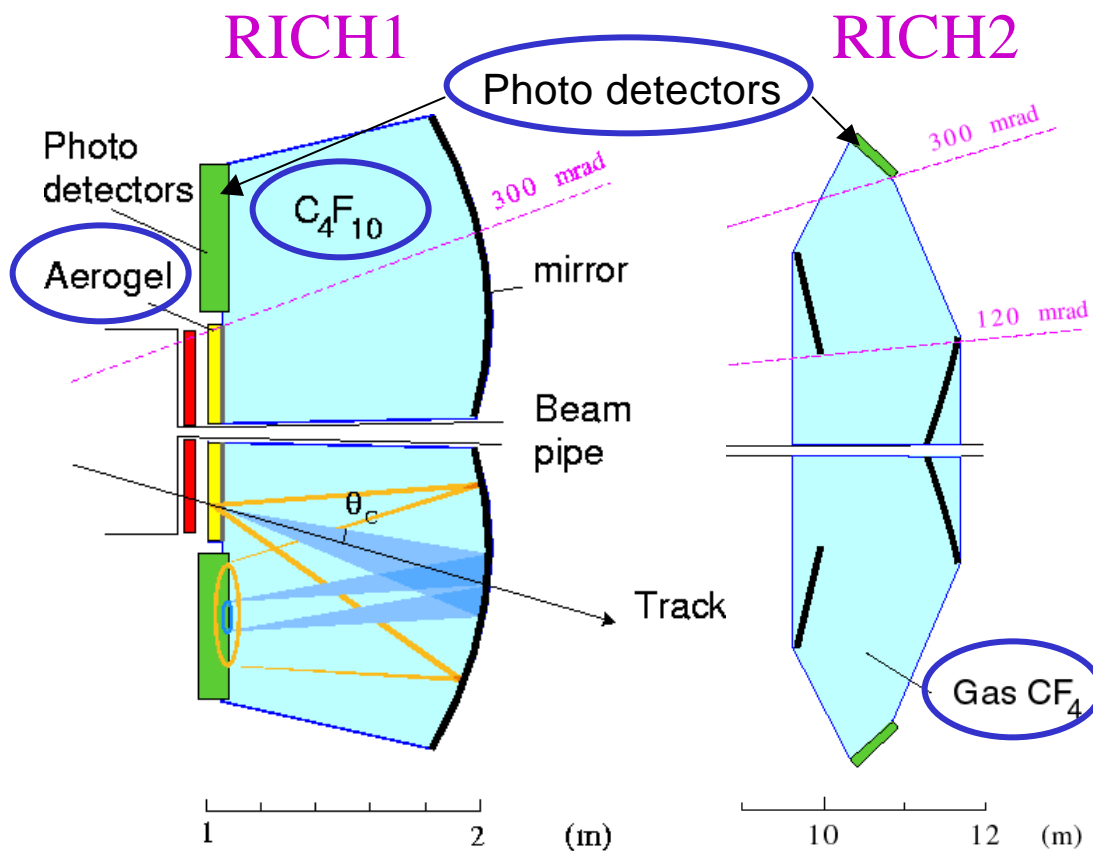 RICH1
RICH2
Photo detectors
Photo
detectors
C₄F₁₀
300 mrad
300 mrad
Aerogel
mirror
120 mrad
Beam
pipe
θ_C
Track
Gas CF₄
1 2 (m)
10 12 (m)